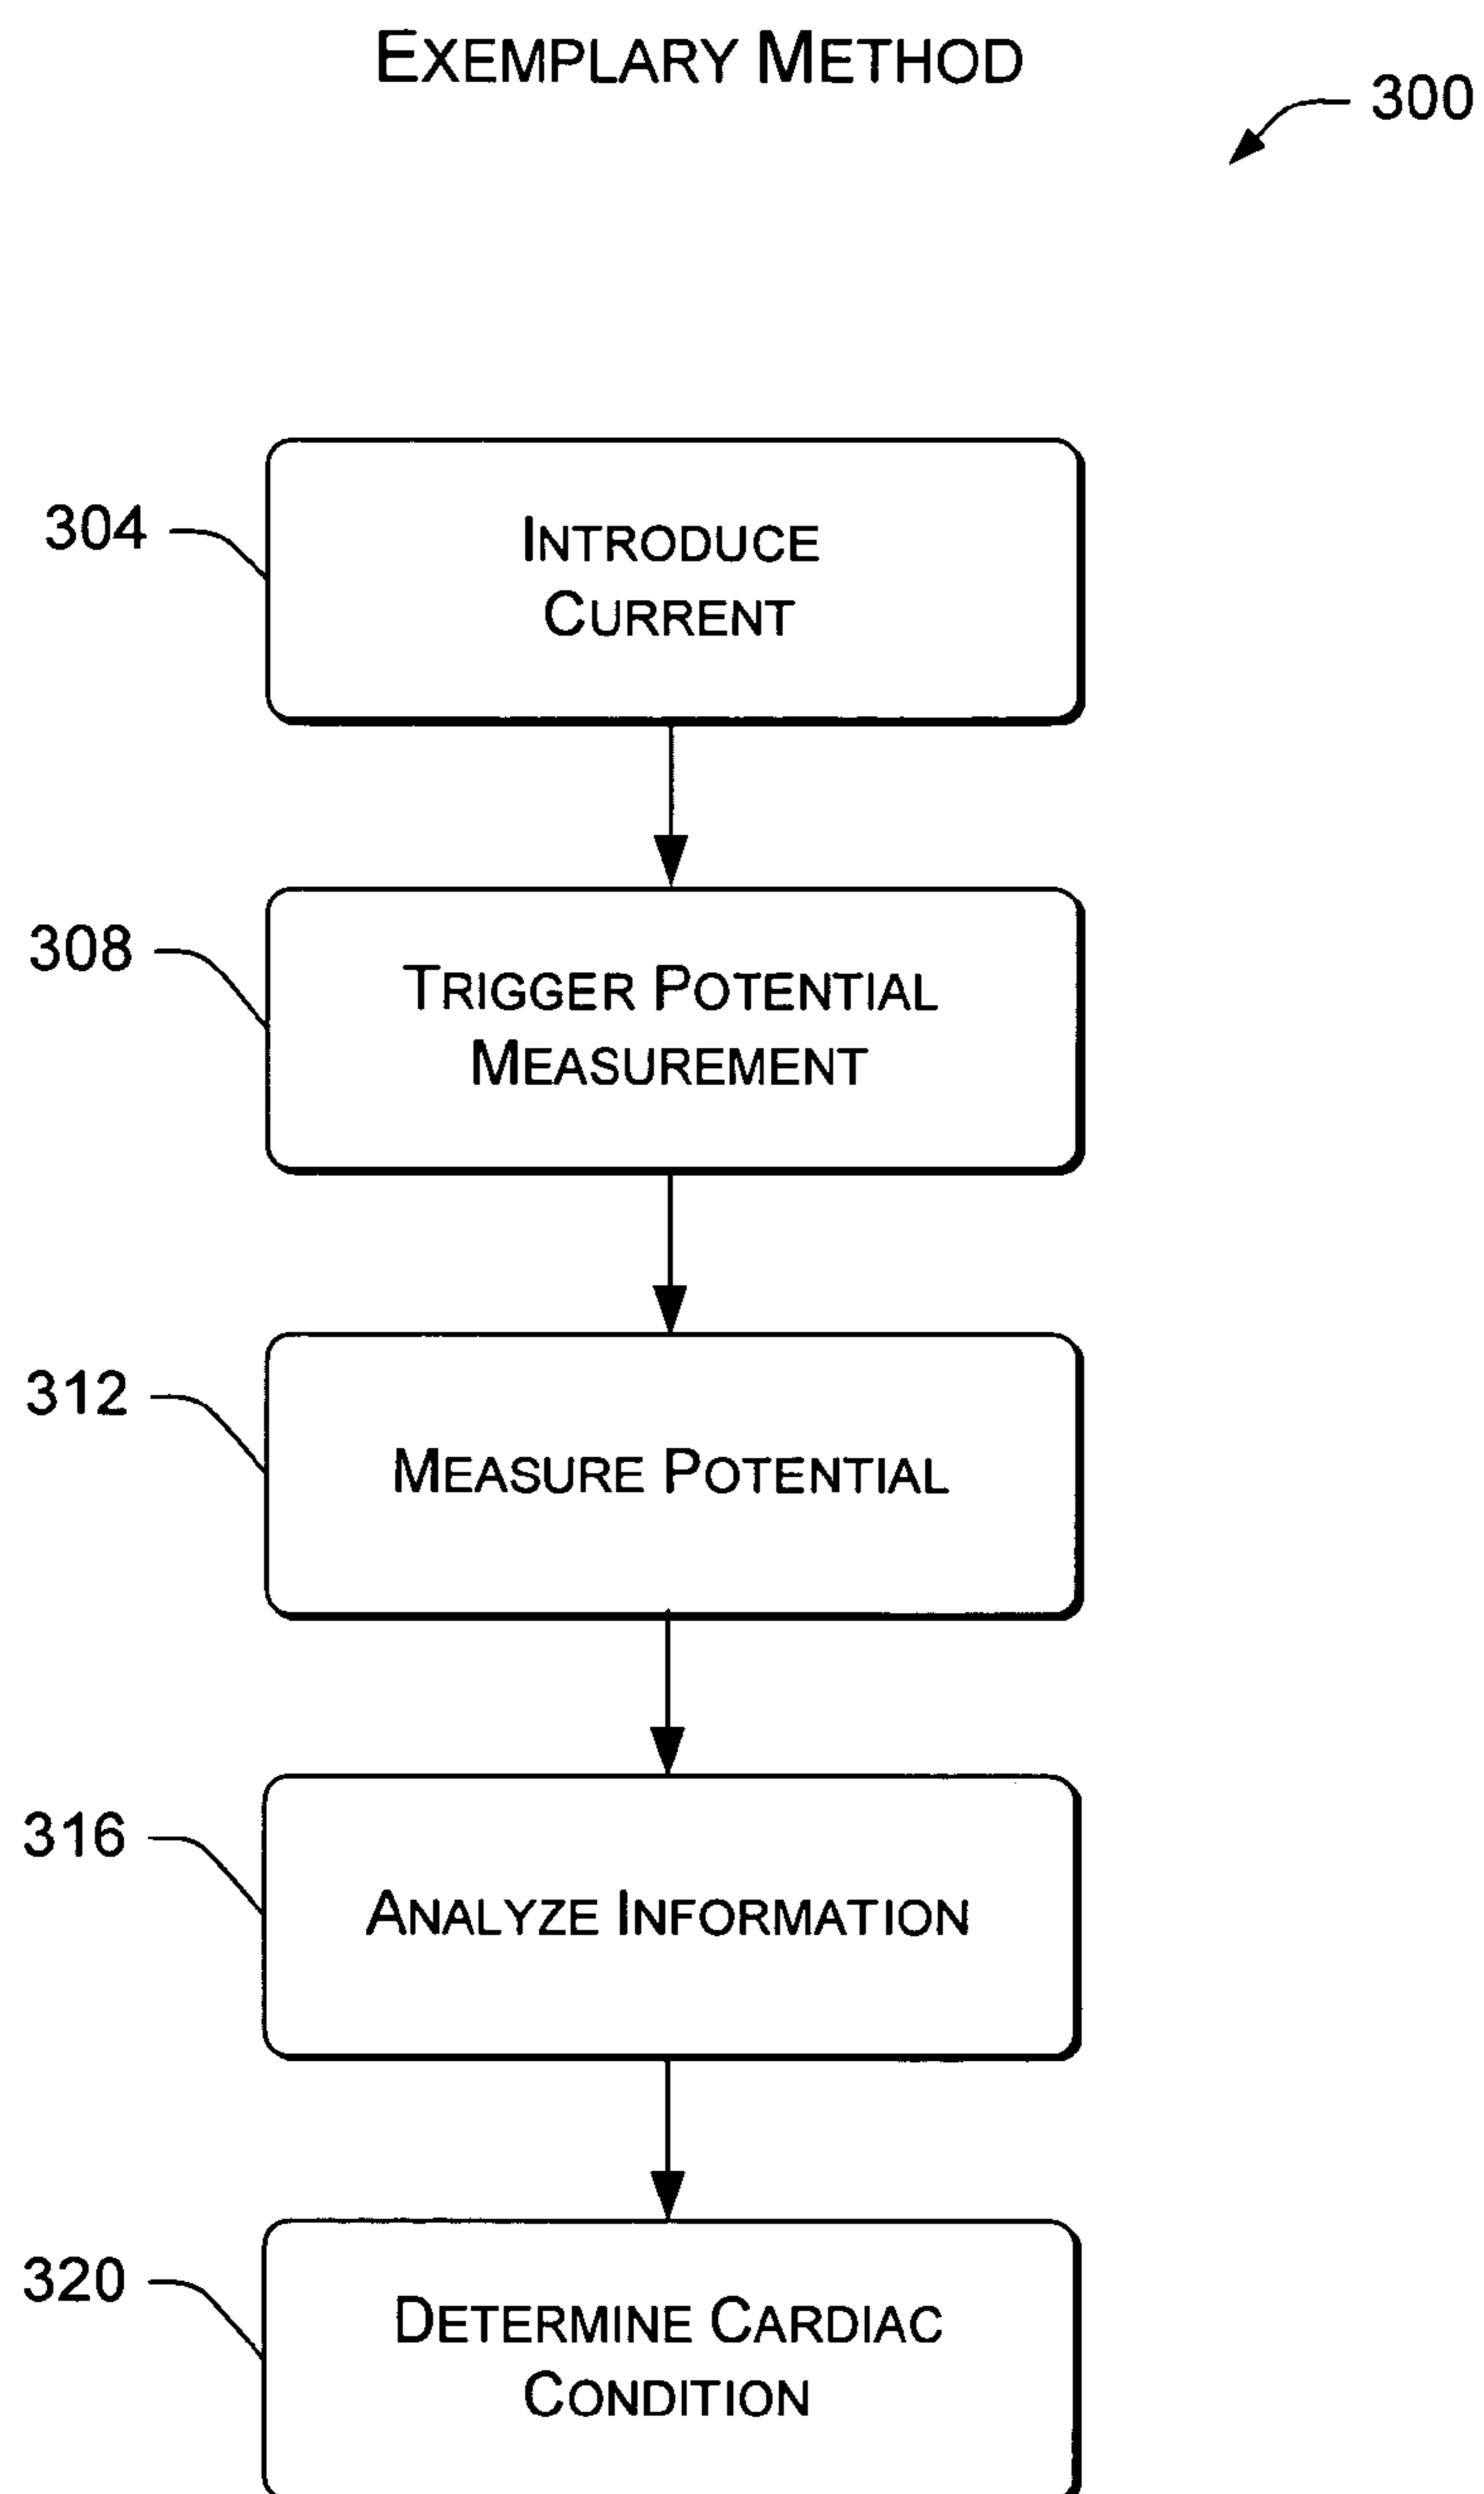 EXEMPLARY METHOD
300
304
INTRODUCE
CURRENT
308
TRIGGER POTENTIAL
MEASUREMENT
312
MEASURE POTENTIAL
316
ANALYZE INFORMATION
320
DETERMINE CARDIAC
CONDITION